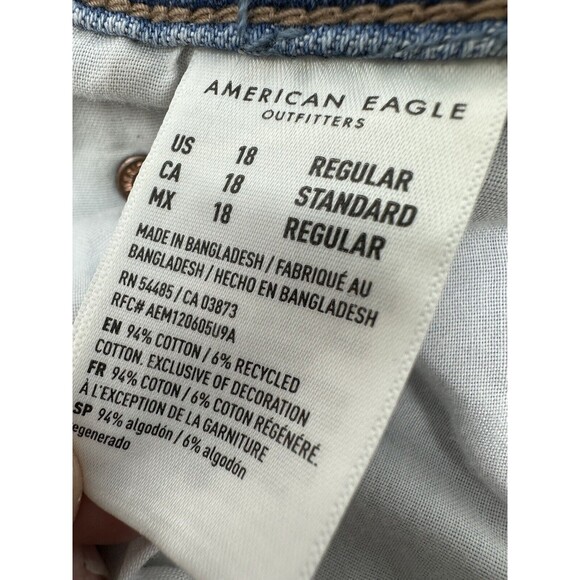 AMERICAN EAGLE
OUTFITTERS
US 18 REGULAR
CA 18 STANDARD
MX 18 REGULAR
MADE IN BANGLADESH / FABRIQUÉ AU
BANGLADESH / HECHO EN BANGLADESH
RN 54485 / CA 03873
RFC# AEM120605U9A
EN 94% COTTON / 6% RECYCLED
COTTON. EXCLUSIVE OF DECORATION
FR 94% COTON / 6% COTON RÉGÉNÉRÉ.
À L'EXCEPTION DE LA GARNITURE
SP 94% algodón / 6% algodón
egenerado